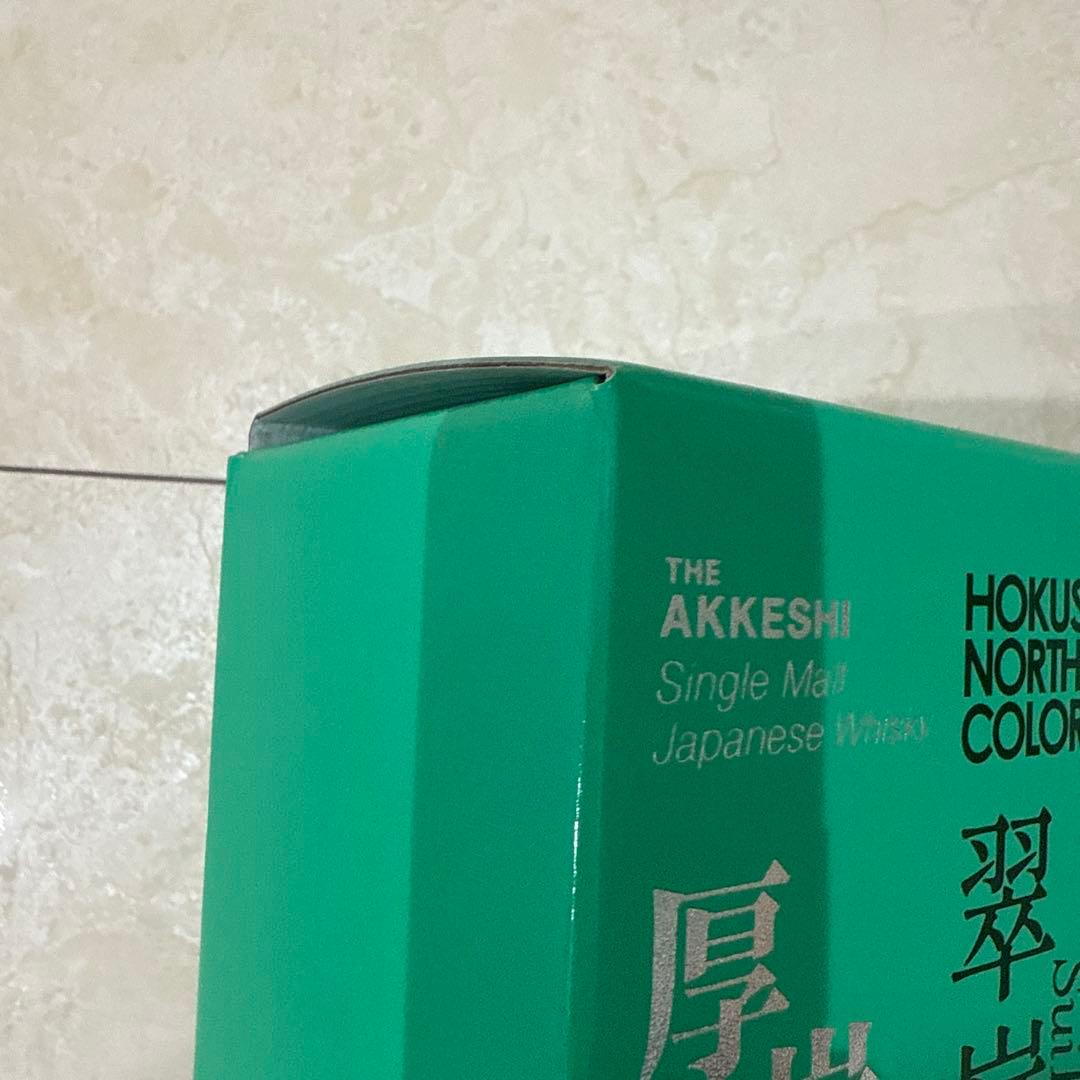 THE
AKKESHI
Single Malt
Japanese Whisky
厚
HOKUS
NORTH
COLOR
翠